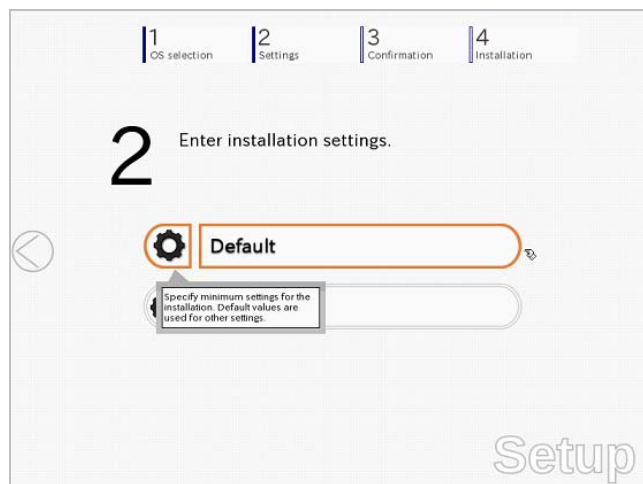 1
OS selection
2
Settings
3
Confirmation
4
Installation
2
Enter installation settings.
Default
Specify minimum settings for the
installation. Default values are
used for other settings.
Setup